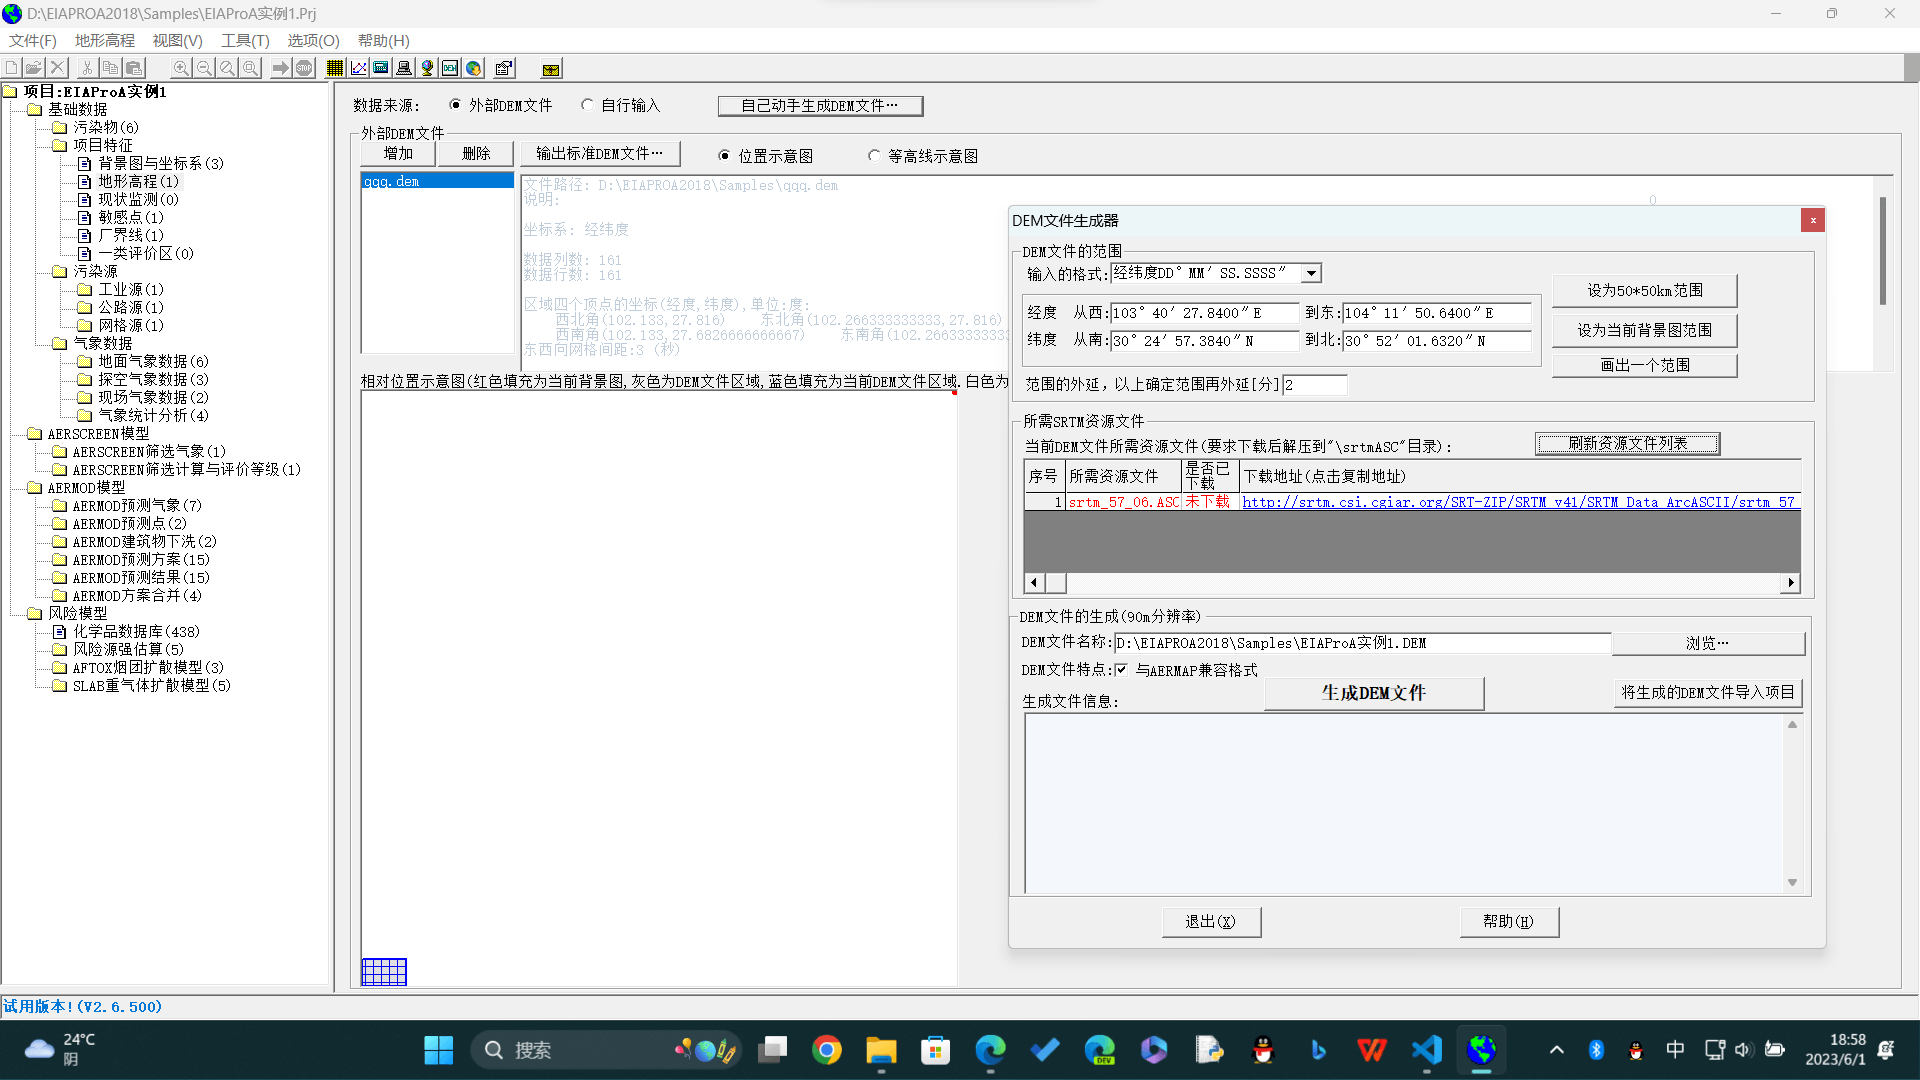 D:\EIAPROA2018\Samples\EIAProA实例1.Prj
文件(F) 地形高程 视图(V) 工具(T) 选项(O) 帮助(H)
项目:EIAProA实例1
基础数据
污染物(6)
项目特征
背景图与坐标系(3)
地形高程(1)
现状监测(0)
敏感点(1)
厂界线(1)
一类评价区(0)
污染源
工业源(1)
公路源(1)
网格源(1)
气象数据
地面气象数据(6)
探空气象数据(3)
现场气象数据(2)
气象统计分析(4)
AERSCREEN模型
AERSCREEN筛选气象(1)
AERSCREEN筛选计算与评价等级(1)
AERMOD模型
AERMOD预测气象(7)
AERMOD预测点(2)
AERMOD建筑物下洗(2)
AERMOD预测方案(15)
AERMOD预测结果(15)
AERMOD方案合并(4)
风险模型
化学品数据库(438)
风险源强估算(5)
AFTOX烟团扩散模型(3)
SLAB重气体扩散模型(5)
数据来源: 外部DEM文件 自行输入 自己动手生成DEM文件…
外部DEM文件
增加 删除 输出标准DEM文件… 位置示意图 等高线示意图
qqq.dem
文件路径: D:\EIAPROA2018\Samples\qqq.dem
说明:
0
坐标系: 经纬度
数据列数: 161
数据行数: 161
区域四个顶点的坐标(经度,纬度),单位:度:
西北角(102.133,27.816) 东北角(102.266333333333,27.816)
西南角(102.133,27.6826666666667) 东南角(102.26633333333
东西向网格间距:3 (秒)
相对位置示意图(红色填充为当前背景图,灰色为DEM文件区域,蓝色填充为当前DEM文件区域.白色为
DEM文件生成器
x
DEM文件的范围
输入的格式: 经纬度DD°MM′SS.SSSS″
设为50*50km范围
经度 从西: 103°40′27.8400″E 到东: 104°11′50.6400″E
设为当前背景图范围
纬度 从南: 30°24′57.3840″N 到北: 30°52′01.6320″N
画出一个范围
范围的外延，以上确定范围再外延[分] 2
所需SRTM资源文件
当前DEM文件所需资源文件(要求下载后解压到"\srtmASC"目录):
刷新资源文件列表
序号 所需资源文件 是否已下载 下载地址(点击复制地址)
1 srtm_57_06.ASC 未下载 http://srtm.csi.cgiar.org/SRT-ZIP/SRTM_v41/SRTM_Data_ArcASCII/srtm_57_
DEM文件的生成(90m分辨率)
DEM文件名称: D:\EIAPROA2018\Samples\EIAProA实例1.DEM 浏览…
DEM文件特点: 与AERMAP兼容格式
生成DEM文件 将生成的DEM文件导入项目
生成文件信息:
退出(X) 帮助(H)
试用版本!(V2.6.500)
24°C
阴
搜索
DEV
中
18:58
2023/6/1